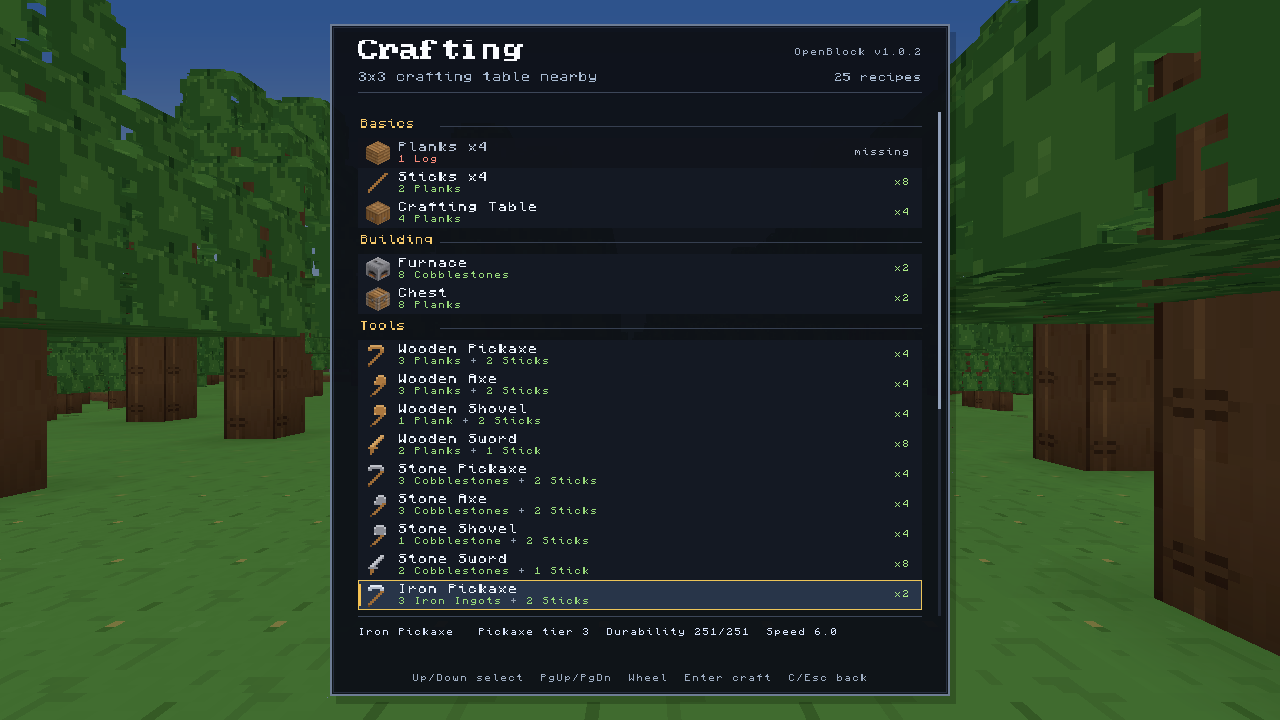 Crafting
OpenBlock v1.0.2
3x3 crafting table nearby
25 recipes
Basics
Planks x4
1 Log
missing
Sticks x4
2 Planks
x8
Crafting Table
4 Planks
x4
Building
Furnace
8 Cobblestones
x2
Chest
8 Planks
x2
Tools
Wooden Pickaxe
3 Planks + 2 Sticks
x4
Wooden Axe
3 Planks + 2 Sticks
x4
Wooden Shovel
1 Plank + 2 Sticks
x4
Wooden Sword
2 Planks + 1 Stick
x8
Stone Pickaxe
3 Cobblestones + 2 Sticks
x4
Stone Axe
3 Cobblestones + 2 Sticks
x4
Stone Shovel
1 Cobblestone + 2 Sticks
x4
Stone Sword
2 Cobblestones + 1 Stick
x8
Iron Pickaxe
3 Iron Ingots + 2 Sticks
x2
Iron Pickaxe Pickaxe tier 3 Durability 251/251 Speed 6.0
Up/Down select PgUp/PgDn Wheel Enter craft C/Esc back